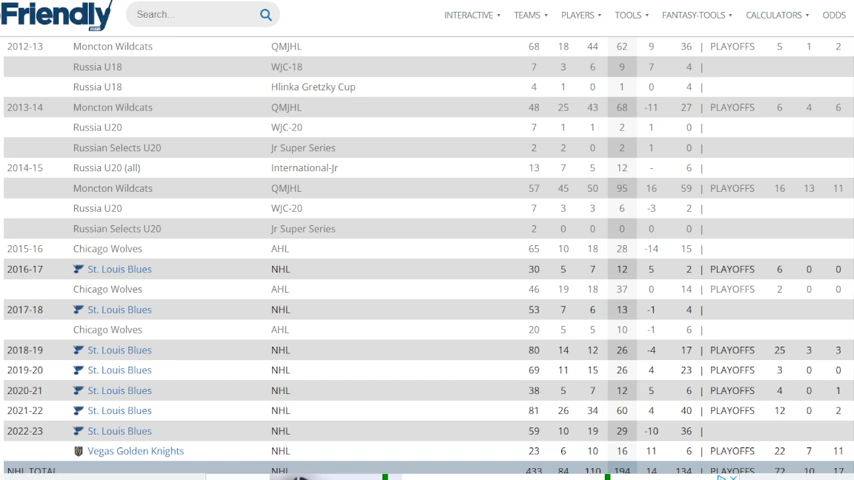 Friendly
Search...
INTERACTIVE TEAMS PLAYERS TOOLS FANTASY-TOOLS CALCULATORS ODDS
2012-13 Moncton Wildcats QMJHL 68 18 44 62 9 36 | PLAYOFFS 5 1 2
Russia U18 WJC-18 7 3 6 9 7 4 |
Russia U18 Hlinka Gretzky Cup 4 1 0 1 0 4 |
2013-14 Moncton Wildcats QMJHL 48 25 43 68 -11 27 | PLAYOFFS 6 4 6
Russia U20 WJC-20 7 1 1 2 1 0 |
Russian Selects U20 Jr Super Series 2 2 0 2 1 0 |
2014-15 Russia U20 (all) International-Jr 13 7 5 12 - 6 |
Moncton Wildcats QMJHL 57 45 50 95 16 59 | PLAYOFFS 16 13 11
Russia U20 WJC-20 7 3 3 6 -3 2 |
Russian Selects U20 Jr Super Series 2 0 0 0 0 0 |
2015-16 Chicago Wolves AHL 65 10 18 28 -14 15 |
2016-17 St. Louis Blues NHL 30 5 7 12 5 2 | PLAYOFFS 6 0 0
Chicago Wolves AHL 46 19 18 37 0 14 | PLAYOFFS 2 0 0
2017-18 St. Louis Blues NHL 53 7 6 13 -1 4 |
Chicago Wolves AHL 20 5 5 10 -1 6 |
2018-19 St. Louis Blues NHL 80 14 12 26 -4 17 | PLAYOFFS 25 3 3
2019-20 St. Louis Blues NHL 69 11 15 26 4 23 | PLAYOFFS 3 0 0
2020-21 St. Louis Blues NHL 38 5 7 12 5 6 | PLAYOFFS 4 0 1
2021-22 St. Louis Blues NHL 81 26 34 60 4 40 | PLAYOFFS 12 0 2
2022-23 St. Louis Blues NHL 59 10 19 29 -10 36 |
Vegas Golden Knights NHL 23 6 10 16 11 6 | PLAYOFFS 22 7 11
NHL TOTAL NHL 433 84 110 194 14 134 | PLAYOFFS 72 10 17